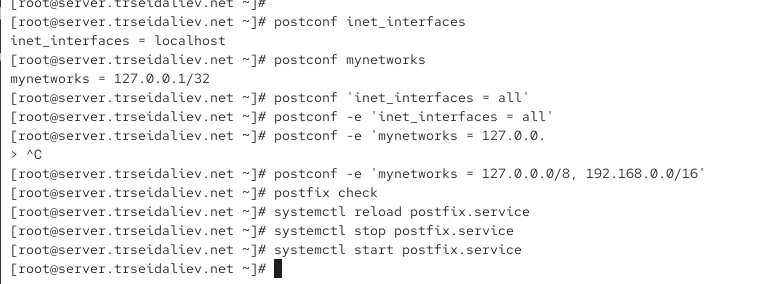 [root@server.trseidaliev.net ~]#
[root@server.trseidaliev.net ~]# postconf inet_interfaces
inet_interfaces = localhost
[root@server.trseidaliev.net ~]# postconf mynetworks
mynetworks = 127.0.0.1/32
[root@server.trseidaliev.net ~]# postconf 'inet_interfaces = all'
[root@server.trseidaliev.net ~]# postconf -e 'inet_interfaces = all'
[root@server.trseidaliev.net ~]# postconf -e 'mynetworks = 127.0.0.
> ^C
[root@server.trseidaliev.net ~]# postconf -e 'mynetworks = 127.0.0.0/8, 192.168.0.0/16'
[root@server.trseidaliev.net ~]# postfix check
[root@server.trseidaliev.net ~]# systemctl reload postfix.service
[root@server.trseidaliev.net ~]# systemctl stop postfix.service
[root@server.trseidaliev.net ~]# systemctl start postfix.service
[root@server.trseidaliev.net ~]#